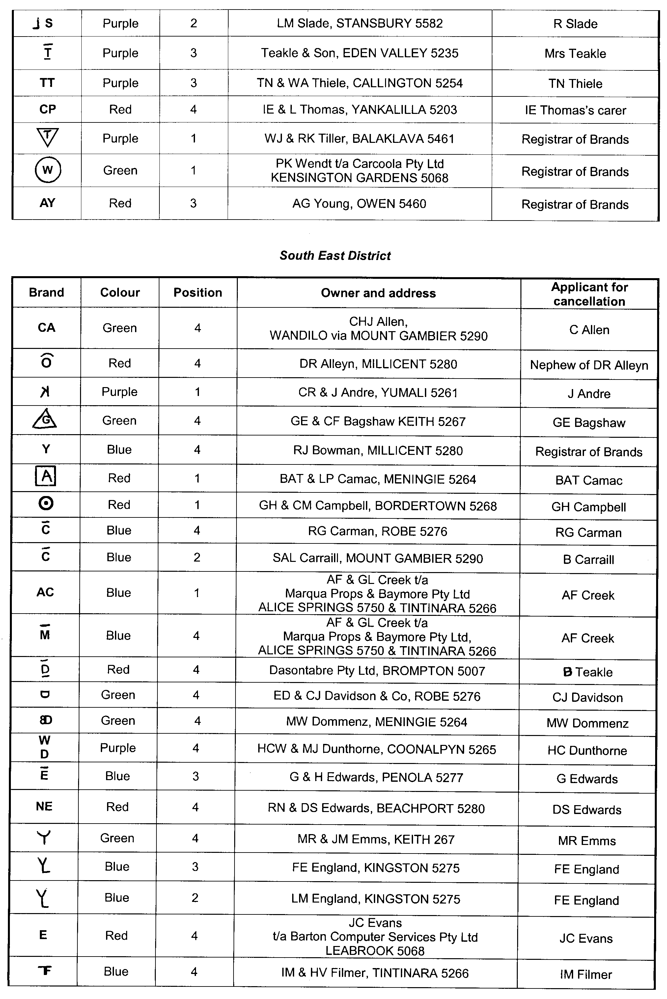 J S Purple 2 LM Slade, STANSBURY 5582 R Slade
T Purple 3 Teakle & Son, EDEN VALLEY 5235 Mrs Teakle
TT Purple 3 TN & WA Thiele, CALLINGTON 5254 TN Thiele
CP Red 4 IE & L Thomas, YANKALILLA 5203 IE Thomas's carer
T Purple 1 WJ & RK Tiller, BALAKLAVA 5461 Registrar of Brands
W Green 1 PK Wendt t/a Carcoola Pty Ltd
KENSINGTON GARDENS 5068 Registrar of Brands
AY Red 3 AG Young, OWEN 5460 Registrar of Brands
South East District
Brand Colour Position Owner and address Applicant for
cancellation
CA Green 4 CHJ Allen,
WANDILO via MOUNT GAMBIER 5290 C Allen
O Red 4 DR Alleyn, MILLICENT 5280 Nephew of DR Alleyn
Purple 1 CR & J Andre, YUMALI 5261 J Andre
G Green 4 GE & CF Bagshaw KEITH 5267 GE Bagshaw
Y Blue 4 RJ Bowman, MILLICENT 5280 Registrar of Brands
A Red 1 BAT & LP Camac, MENINGIE 5264 BAT Camac
Red 1 GH & CM Campbell, BORDERTOWN 5268 GH Campbell
C Blue 4 RG Carman, ROBE 5276 RG Carman
C Blue 2 SAL Carraill, MOUNT GAMBIER 5290 B Carraill
AC Blue 1 AF & GL Creek t/a
Marqua Props & Baymore Pty Ltd
ALICE SPRINGS 5750 & TINTINARA 5266 AF Creek
M Blue 4 AF & GL Creek t/a
Marqua Props & Baymore Pty Ltd,
ALICE SPRINGS 5750 & TINTINARA 5266 AF Creek
D Red 4 Dasontabre Pty Ltd, BROMPTON 5007 B Teakle
Green 4 ED & CJ Davidson & Co, ROBE 5276 CJ Davidson
8D Green 4 MW Dommenz, MENINGIE 5264 MW Dommenz
W
D Purple 4 HCW & MJ Dunthorne, COONALPYN 5265 HC Dunthorne
E Blue 3 G & H Edwards, PENOLA 5277 G Edwards
NE Red 4 RN & DS Edwards, BEACHPORT 5280 DS Edwards
Y Green 4 MR & JM Emms, KEITH 267 MR Emms
YL Blue 3 FE England, KINGSTON 5275 FE England
YL Blue 2 LM England, KINGSTON 5275 FE England
E Red 4 JC Evans
t/a Barton Computer Services Pty Ltd
LEABROOK 5068 JC Evans
TF Blue 4 IM & HV Filmer, TINTINARA 5266 IM Filmer